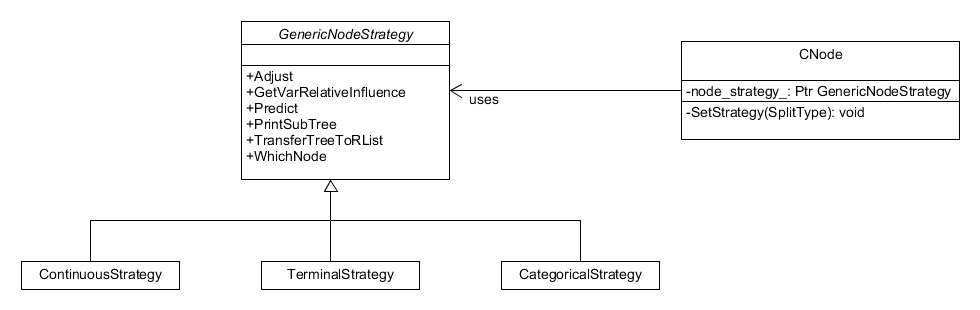 GenericNodeStrategy
+Adjust
+GetVarRelativeInfluence
+Predict
+PrintSubTree
+TransferTreeToRList
+WhichNode
uses
CNode
-node_strategy_: Ptr GenericNodeStrategy
-SetStrategy(SplitType): void
ContinuousStrategy
TerminalStrategy
CategoricalStrategy